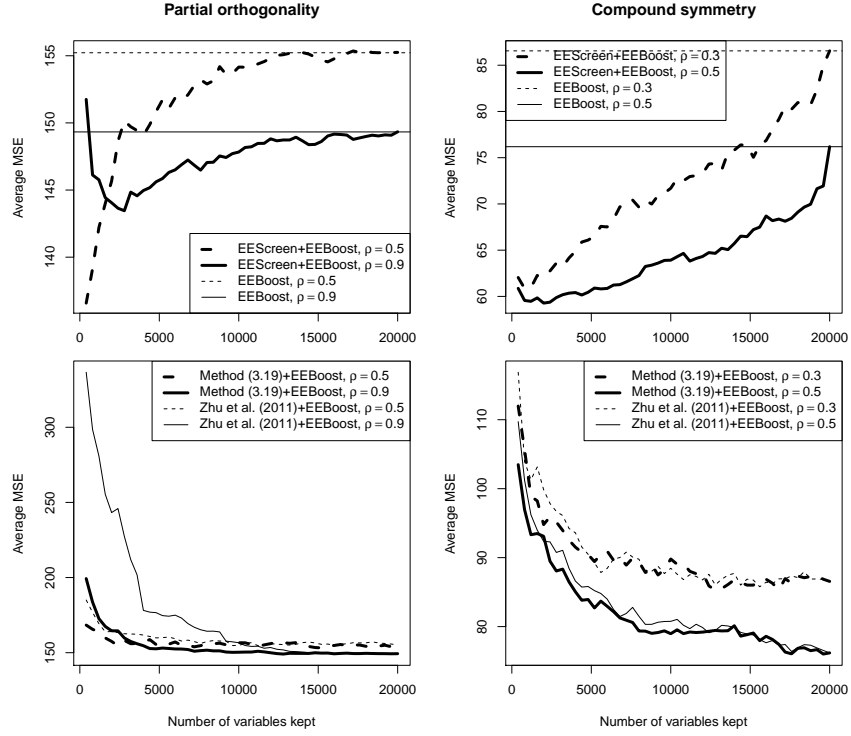 Partial orthogonality
Average MSE
155
150
145
140
EEScreen+EEBoost, ρ = 0.5
EEScreen+EEBoost, ρ = 0.9
EEBoost, ρ = 0.5
EEBoost, ρ = 0.9
0 5000 10000 15000 20000
Compound symmetry
Average MSE
85
80
75
70
65
60
EEScreen+EEBoost, ρ = 0.3
EEScreen+EEBoost, ρ = 0.5
EEBoost, ρ = 0.3
EEBoost, ρ = 0.5
0 5000 10000 15000 20000
Average MSE
300
250
200
150
Method (3.19)+EEBoost, ρ = 0.5
Method (3.19)+EEBoost, ρ = 0.9
Zhu et al. (2011)+EEBoost, ρ = 0.5
Zhu et al. (2011)+EEBoost, ρ = 0.9
0 5000 10000 15000 20000
Number of variables kept
Average MSE
110
100
90
80
Method (3.19)+EEBoost, ρ = 0.3
Method (3.19)+EEBoost, ρ = 0.5
Zhu et al. (2011)+EEBoost, ρ = 0.3
Zhu et al. (2011)+EEBoost, ρ = 0.5
0 5000 10000 15000 20000
Number of variables kept